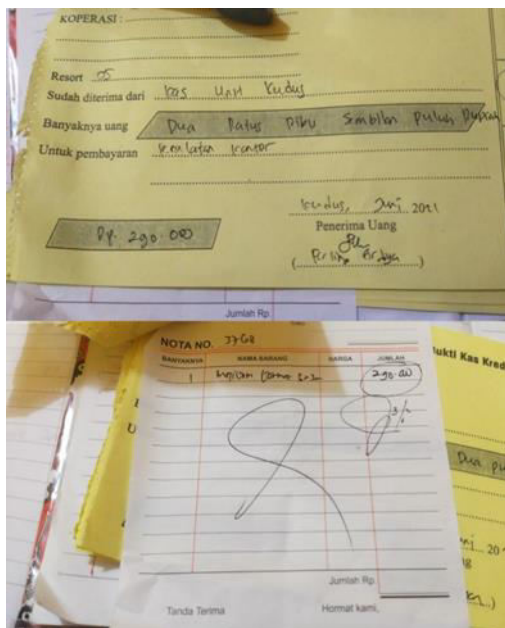 KOPERASI :
Resort 05
Sudah diterima dari kas Unit Kudus
Banyaknya uang Dua Ratus Sembilan Puluh Rupiah
Untuk pembayaran kantor
Kudus, Juni 2021
Penerima Uang
Rp. 290.000
Jumlah Rp.
NOTA NO. 3768
BANYAKNYA NAMA BARANG HARGA JUMLAH
1 290.000
Bukti Kas Kred
Dua pu
Jumlah Rp.
Tanda Terima Hormat kami,